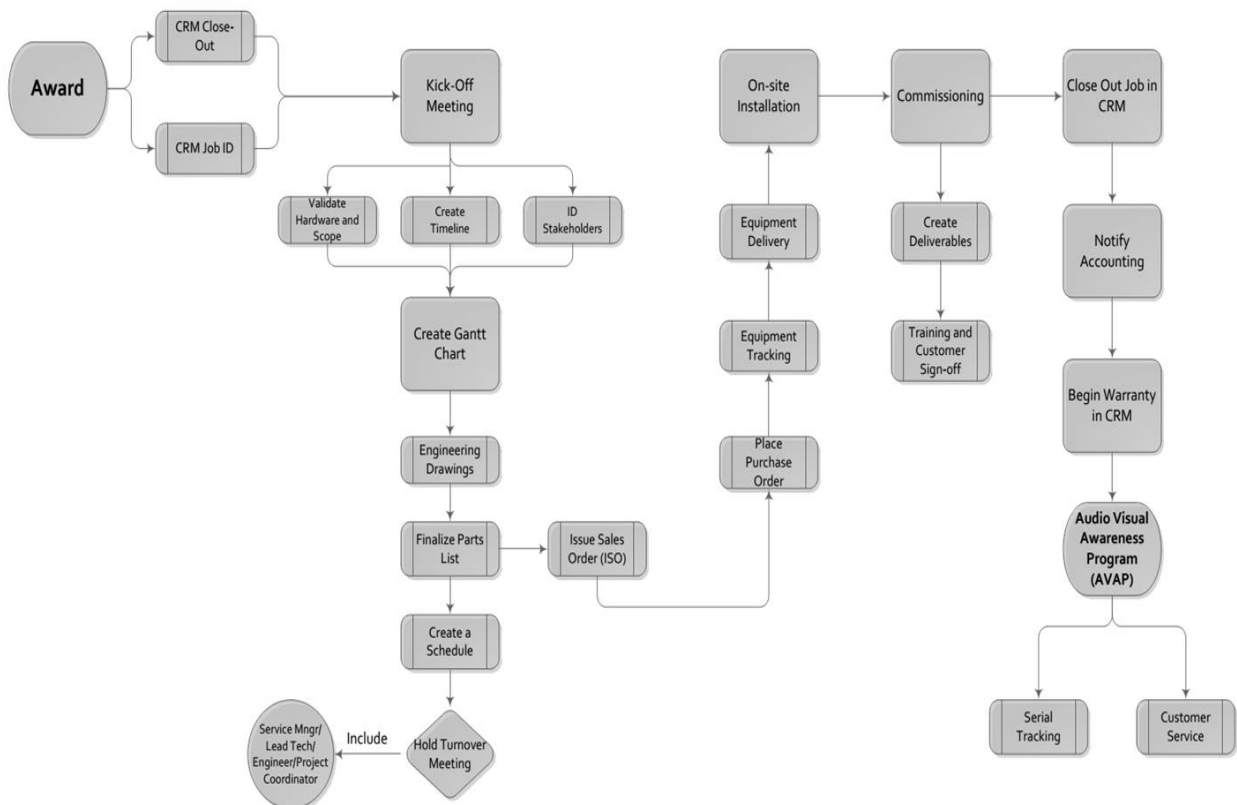 Award
CRM Close-
Out
CRM Job ID
Kick-Off
Meeting
Validate
Hardware and
Scope
Create
Timeline
ID
Stakeholders
Create Gantt
Chart
Engineering
Drawings
Finalize Parts
List
Issue Sales
Order (ISO)
Create a
Schedule
Hold Turnover
Meeting
Include
Service Mngr/
Lead Tech/
Engineer/Project
Coordinator
Place
Purchase
Order
Equipment
Tracking
Equipment
Delivery
On-site
Installation
Commissioning
Create
Deliverables
Training and
Customer
Sign-off
Close Out Job in
CRM
Notify
Accounting
Begin Warranty
in CRM
Audio Visual
Awareness
Program
(AVAP)
Serial
Tracking
Customer
Service